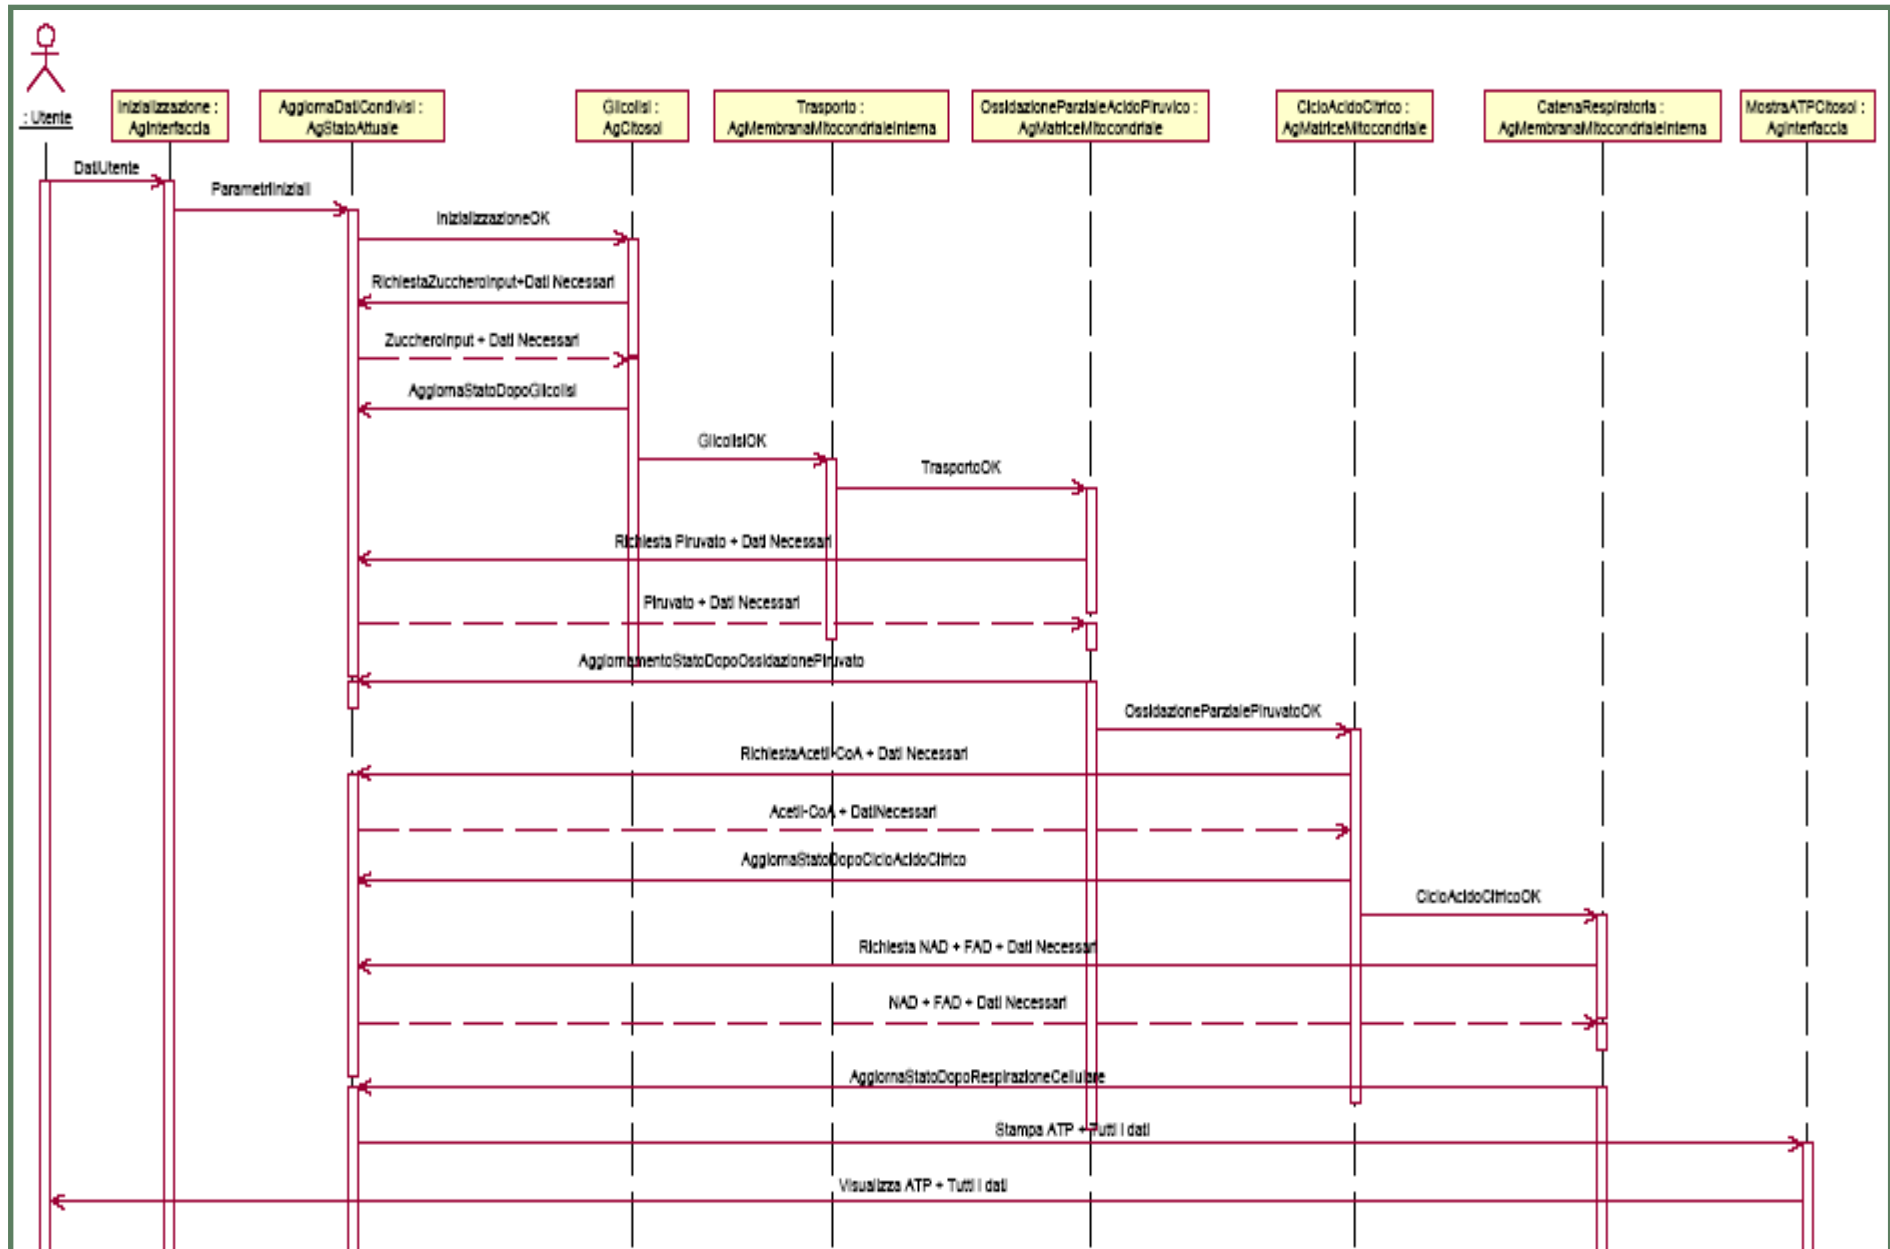 : Utente
Inizializzazione :
AgInterfaccia
AggiornaDatiCondivisi :
AgStatoAttuale
Glicolisi :
AgCitosol
Trasporto :
AgMembranaMitocondrialeInterna
OssidazioneParzialeAcidoPiruvico :
AgMatriceMitocondriale
CicloAcidoCitrico :
AgMatriceMitocondriale
CatenaRespiratoria :
AgMembranaMitocondrialeInterna
MostraATPCitosol :
AgInterfaccia
DatiUtente
ParametriIniziali
InizializzazioneOK
RichiestaZuccheroInput+Dati Necessari
ZuccheroInput + Dati Necessari
AggiornaStatoDopoGlicolisi
GlicolisiOK
TrasportoOK
Richiesta Piruvato + Dati Necessari
Piruvato + Dati Necessari
AggiornamentoStatoDopoOssidazionePiruvato
OssidazioneParzialePiruvatoOK
RichiestaAcetil-CoA + Dati Necessari
Acetil-CoA + DatiNecessari
AggiornaStatoDopoCicloAcidoCitrico
CicloAcidoCitricoOK
Richiesta NAD + FAD + Dati Necessari
NAD + FAD + Dati Necessari
AggiornaStatoDopoRespirazioneCellulare
Stampa ATP + Tutti i dati
Visualizza ATP + Tutti i dati